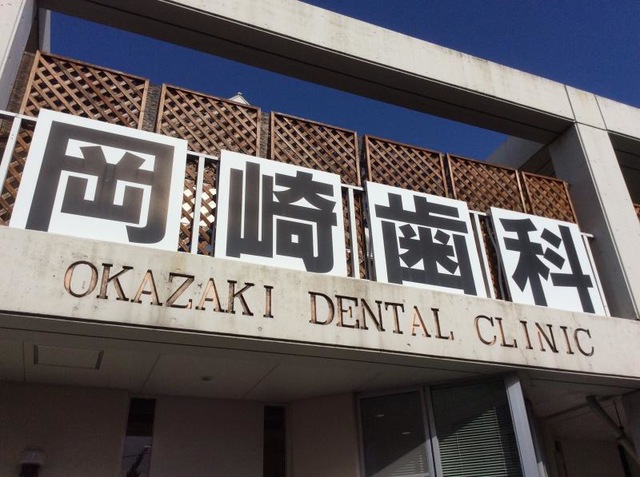 岡崎歯科
OKAZAKI DENTAL CLINIC